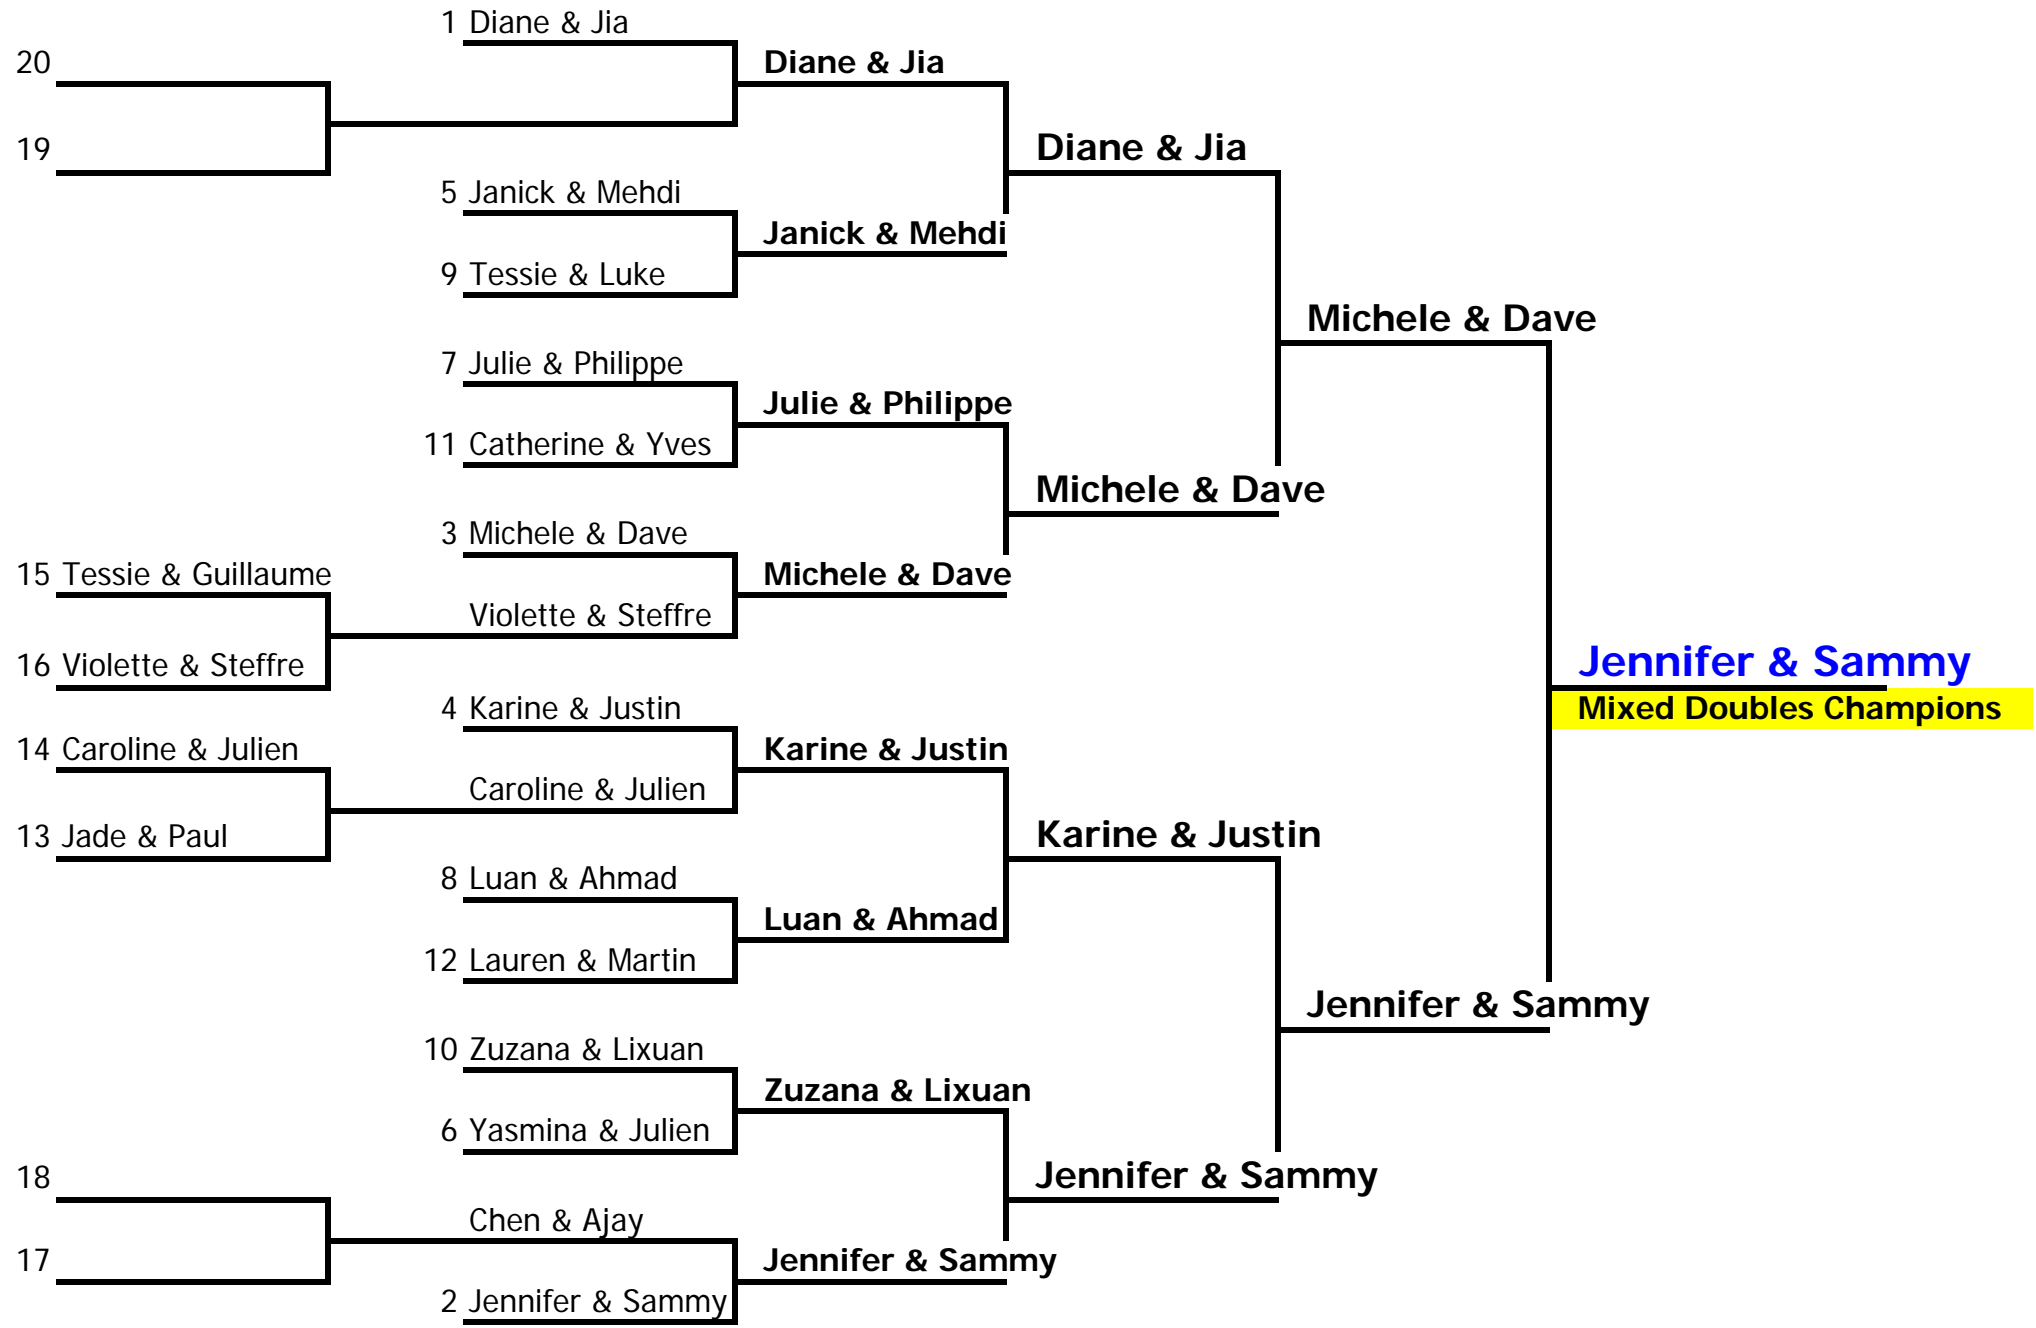 1 Diane & Jia
20
Diane & Jia
19
Diane & Jia
5 Janick & Mehdi
Janick & Mehdi
9 Tessie & Luke
Michele & Dave
7 Julie & Philippe
Julie & Philippe
11 Catherine & Yves
Michele & Dave
3 Michele & Dave
15 Tessie & Guillaume
Michele & Dave
Violette & Steffre
16 Violette & Steffre
Jennifer & Sammy
Mixed Doubles Champions
4 Karine & Justin
14 Caroline & Julien
Karine & Justin
Caroline & Julien
13 Jade & Paul
Karine & Justin
8 Luan & Ahmad
Luan & Ahmad
12 Lauren & Martin
Jennifer & Sammy
10 Zuzana & Lixuan
Zuzana & Lixuan
6 Yasmina & Julien
18
Jennifer & Sammy
Chen & Ajay
17
Jennifer & Sammy
2 Jennifer & Sammy